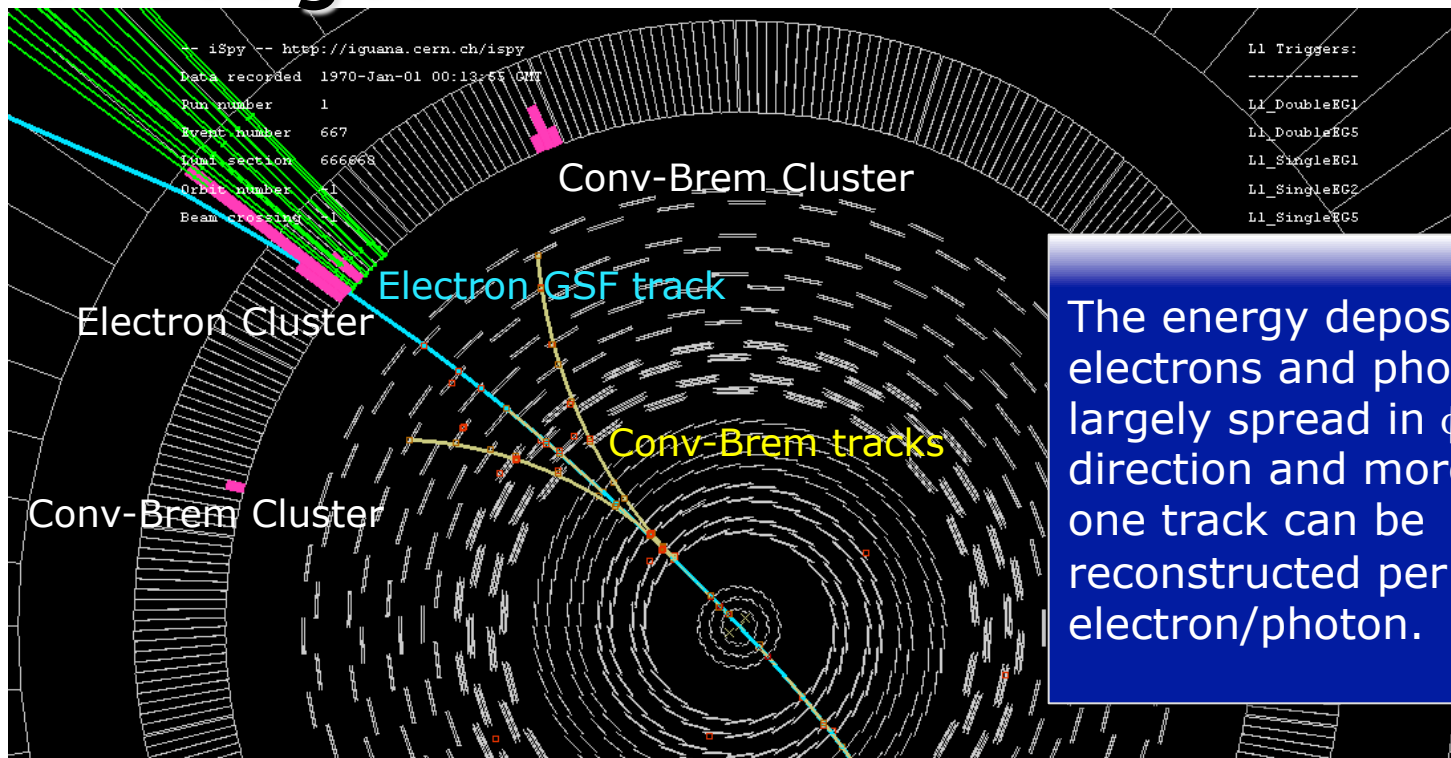 -- iSpy -- http://iguana.cern.ch/ispy
Data recorded 1970-Jan-01 00:13:55 GMT
Run number 1
Event number 667
Lumi section 666668
Orbit number -1
Beam crossing -1
L1 Triggers:
------------
L1_DoubleEG1
L1_DoubleEG5
L1_SingleEG1
L1_SingleEG2
L1_SingleEG5
Conv-Brem Cluster
Electron GSF track
Electron Cluster
Conv-Brem tracks
Conv-Brem Cluster
The energy depos
electrons and pho
largely spread in
direction and more
one track can be
reconstructed per
electron/photon.